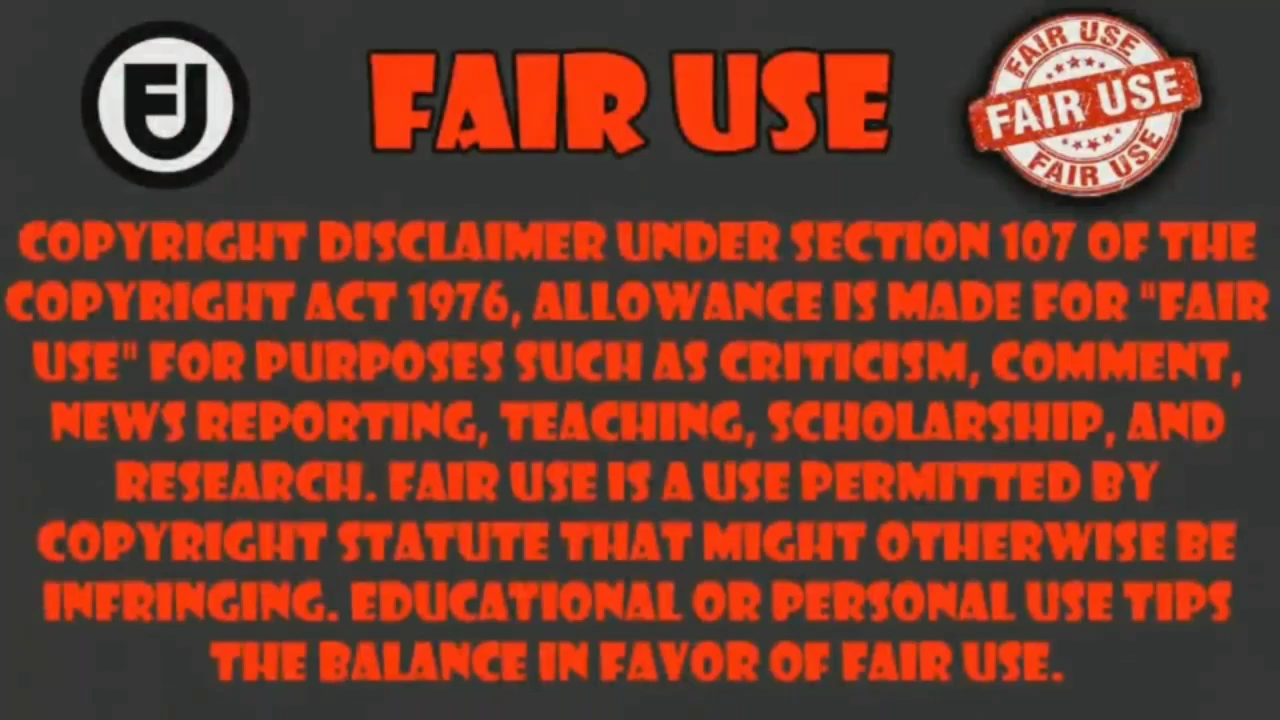 FJ
FAIR USE
FAIR USE
FAIR USE
FAIR USE
COPYRIGHT DISCLAIMER UNDER SECTION 107 OF THE
COPYRIGHT ACT 1976, ALLOWANCE IS MADE FOR "FAIR
USE" FOR PURPOSES SUCH AS CRITICISM, COMMENT,
NEWS REPORTING, TEACHING, SCHOLARSHIP, AND
RESEARCH. FAIR USE IS A USE PERMITTED BY
COPYRIGHT STATUTE THAT MIGHT OTHERWISE BE
INFRINGING. EDUCATIONAL OR PERSONAL USE TIPS
THE BALANCE IN FAVOR OF FAIR USE.